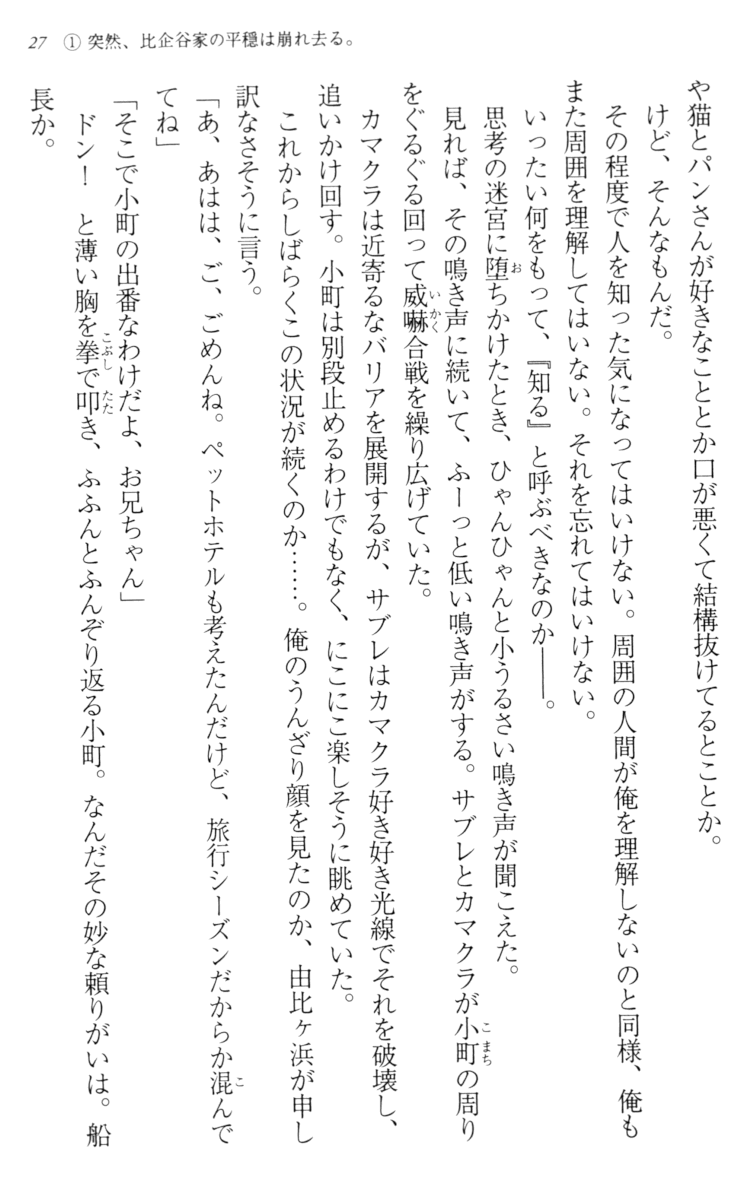 27 ① 突然、比企谷家の平穏は崩れ去る。
や猫とパンさんが好きなこととか口が悪くて結構抜けてるとことか。
けど、そんなもんだ。
その程度で人を知った気になってはいけない。周囲の人間が俺を理解しないのと同様、俺も
また周囲を理解してはいない。それを忘れてはいけない。
いったい何をもって、『知る』と呼ぶべきなのか――。
思考の迷宮に堕ちかけたとき、ひゃんひゃんと小うるさい鳴き声が聞こえた。
見れば、その鳴き声に続いて、ふーっと低い鳴き声がする。サブレとカマクラが小町の周り
をぐるぐる回って威嚇合戦を繰り広げていた。
カマクラは近寄るなバリアを展開するが、サブレはカマクラ好き好き光線でそれを破壊し、
追いかけ回す。小町は別段止めるわけでもなく、にこにこ楽しそうに眺めていた。
これからしばらくこの状況が続くのか……。俺のうんざり顔を見たのか、由比ヶ浜が申し
訳なさそうに言う。
「あ、あはは、ご、ごめんね。ペットホテルも考えたんだけど、旅行シーズンだからか混んで
てね」
「そこで小町の出番なわけだよ、お兄ちゃん」
ドン！　と薄い胸を拳で叩き、ふふんとふんぞり返る小町。なんだその妙な頼りがいは。船
長か。